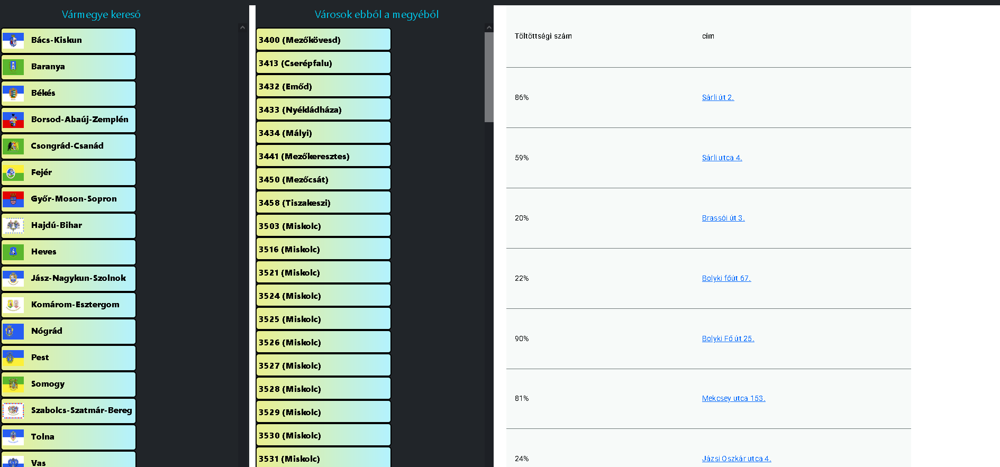 Vármegye kereső
Bács-Kiskun
Baranya
Békés
Borsod-Abaúj-Zemplén
Csongrád-Csanád
Fejér
Győr-Moson-Sopron
Hajdú-Bihar
Heves
Jász-Nagykun-Szolnok
Komárom-Esztergom
Nógrád
Pest
Somogy
Szabolcs-Szatmár-Bereg
Tolna
Vas
Városok ebből a megyéből
3400 (Mezőkövesd)
3413 (Cserépfalu)
3432 (Emőd)
3433 (Nyékládháza)
3434 (Mályi)
3441 (Mezőkeresztes)
3450 (Mezőcsát)
3458 (Tiszakeszi)
3503 (Miskolc)
3516 (Miskolc)
3521 (Miskolc)
3524 (Miskolc)
3525 (Miskolc)
3526 (Miskolc)
3527 (Miskolc)
3528 (Miskolc)
3529 (Miskolc)
3530 (Miskolc)
3531 (Miskolc)
Töltöttségi szám cím
86% Sárli út 2.
59% Sárli utca 4.
20% Brassói út 3.
22% Bolyki főút 67.
90% Bolyki Fő út 25.
81% Mekcsey utca 153.
24% Jázsi Oszkár utca 4.